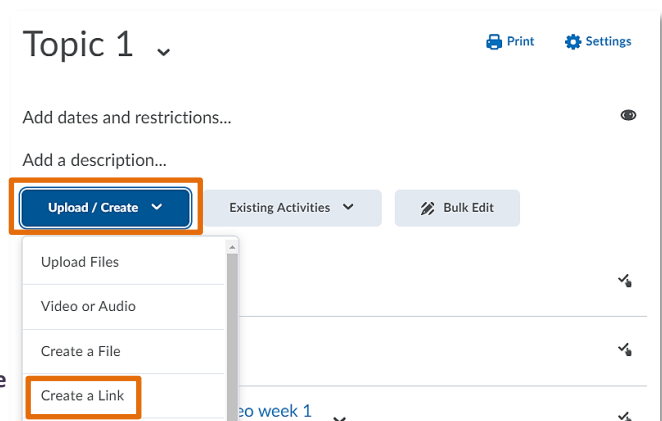 Topic 1
Print
Settings
Add dates and restrictions...
Add a description...
Upload / Create
Existing Activities
Bulk Edit
Upload Files
Video or Audio
Create a File
e
Create a Link
eo week 1